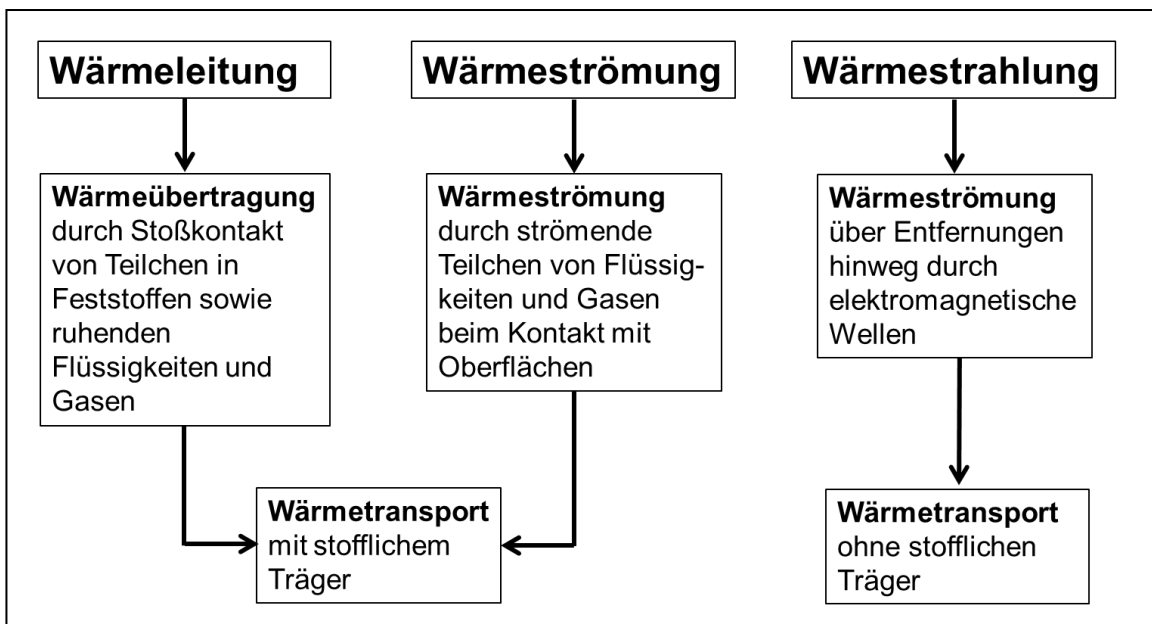 Wärmeleitung
Wärmeströmung
Wärmestrahlung
Wärmeübertragung
durch Stoßkontakt
von Teilchen in
Feststoffen sowie
ruhenden
Flüssigkeiten und
Gasen
Wärmeströmung
durch strömende
Teilchen von Flüssig-
keiten und Gasen
beim Kontakt mit
Oberflächen
Wärmeströmung
über Entfernungen
hinweg durch
elektromagnetische
Wellen
Wärmetransport
mit stofflichem
Träger
Wärmetransport
ohne stofflichen
Träger